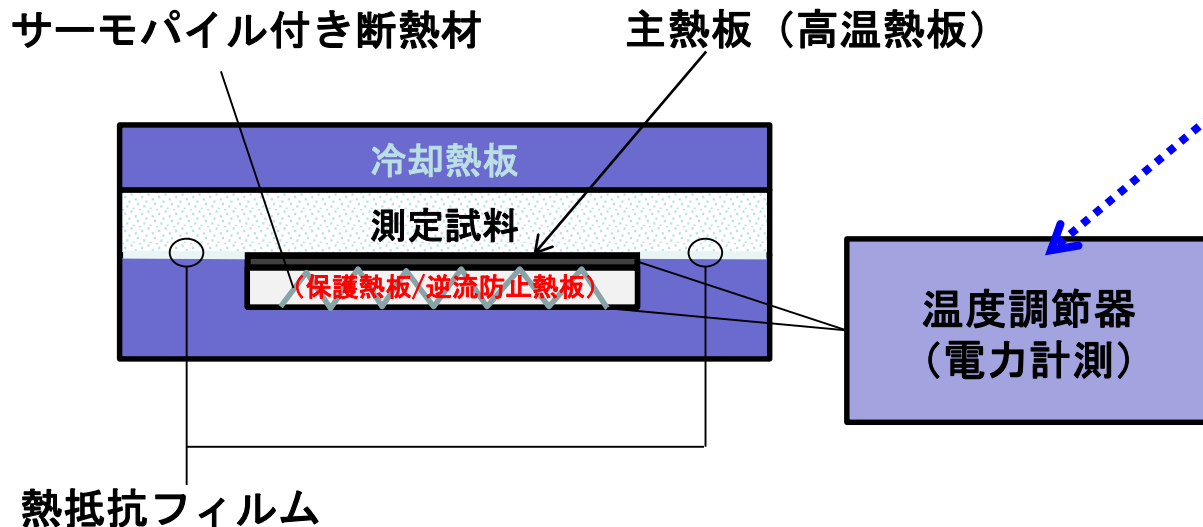 サーモパイル付き断熱材
主熱板（高温熱板）
冷却熱板
測定試料
（保護熱板/逆流防止熱板）
温度調節器
（電力計測）
熱抵抗フィルム